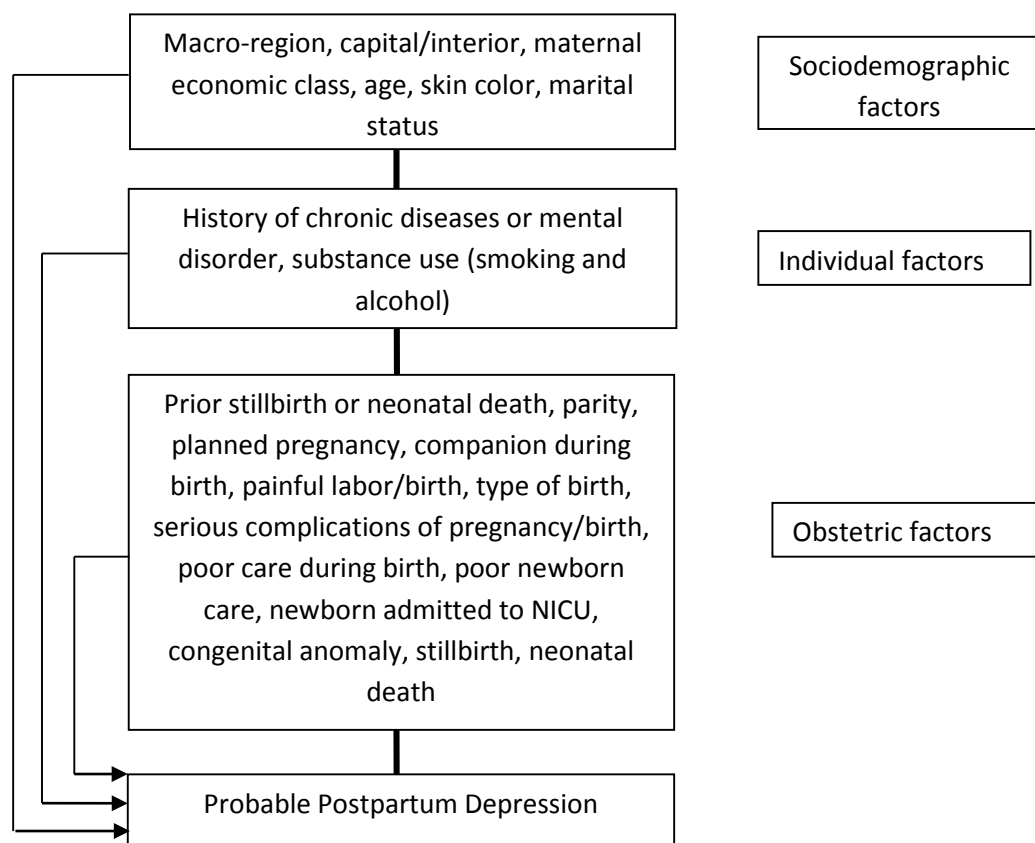 Macro-region, capital/interior, maternal
economic class, age, skin color, marital
status
Sociodemographic
factors
History of chronic diseases or mental
disorder, substance use (smoking and
alcohol)
Individual factors
Prior stillbirth or neonatal death, parity,
planned pregnancy, companion during
birth, painful labor/birth, type of birth,
serious complications of pregnancy/birth,
poor care during birth, poor newborn
care, newborn admitted to NICU,
congenital anomaly, stillbirth, neonatal
death
Obstetric factors
Probable Postpartum Depression